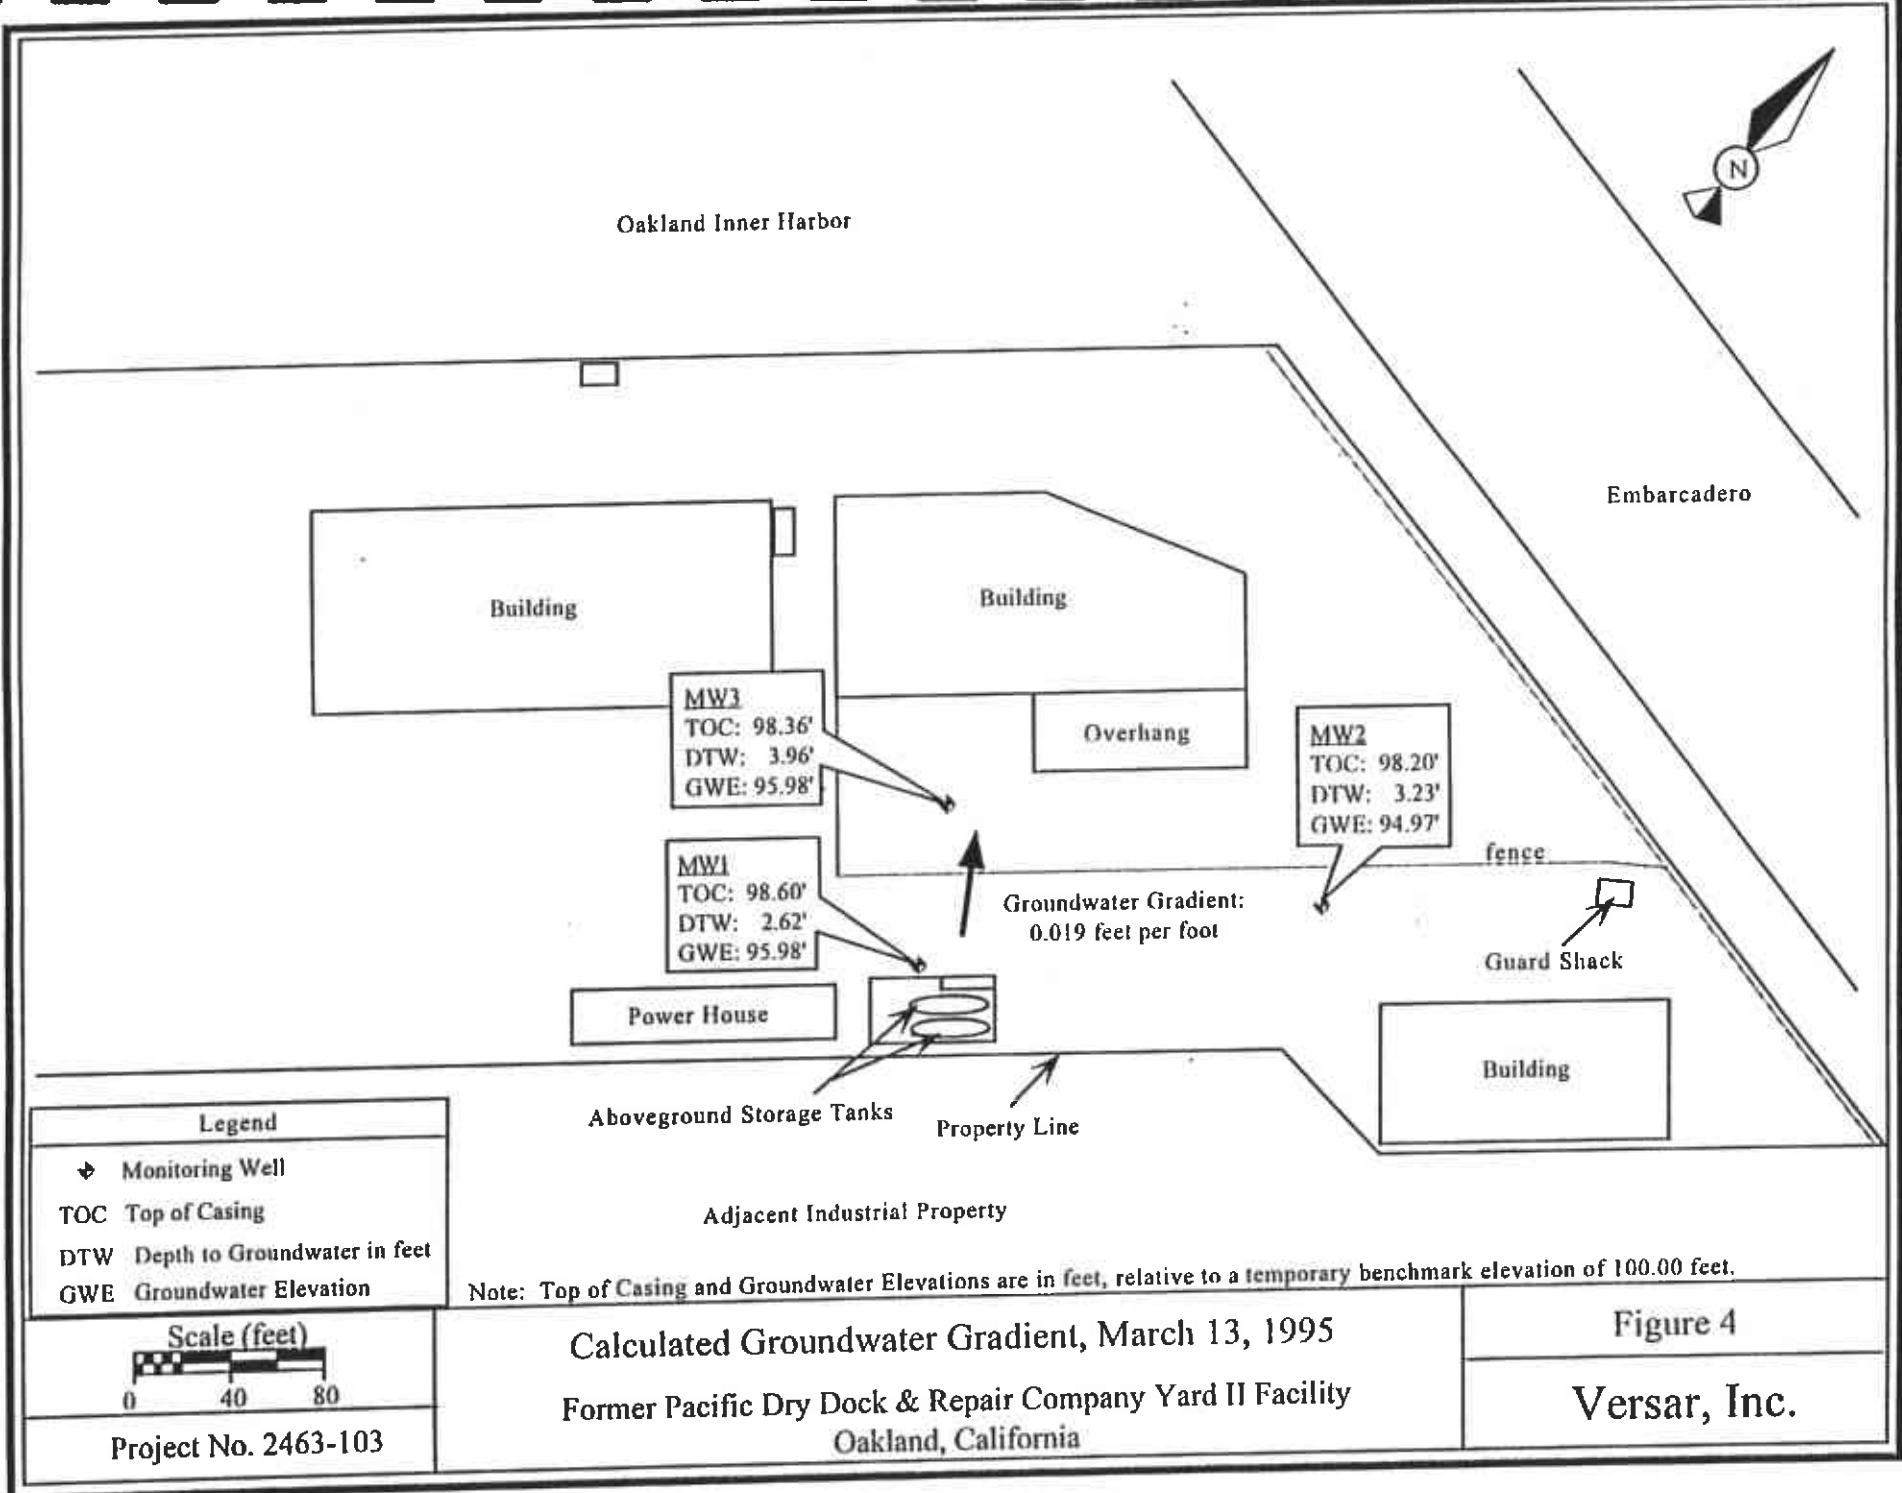 N
Oakland Inner Harbor
Embarcadero
Building
Building
MW3
TOC: 98.36'
DTW: 3.96'
GWE: 95.98'
Overhang
MW2
TOC: 98.20'
DTW: 3.23'
GWE: 94.97'
fence
MW1
TOC: 98.60'
DTW: 2.62'
GWE: 95.98'
Groundwater Gradient:
0.019 feet per foot
Guard Shack
Power House
Building
Aboveground Storage Tanks
Property Line
Legend
Monitoring Well
TOC Top of Casing
DTW Depth to Groundwater in feet
GWE Groundwater Elevation
Adjacent Industrial Property
Note: Top of Casing and Groundwater Elevations are in feet, relative to a temporary benchmark elevation of 100.00 feet.
Scale (feet)
0 40 80
Project No. 2463-103
Calculated Groundwater Gradient, March 13, 1995
Former Pacific Dry Dock & Repair Company Yard II Facility
Oakland, California
Figure 4
Versar, Inc.